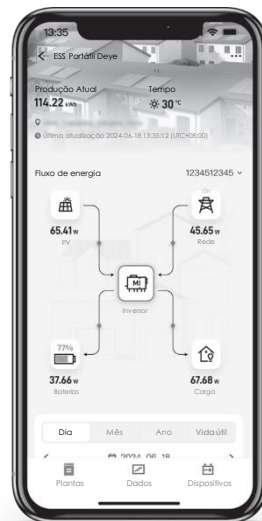 13:35
ESS Portátil Deye
Produção Atual
Tempo
114.22 kWh
30 °C
Última atualização 2024-06-18 13:35:12 (UTC+08:00)
Fluxo de energia
1234512345
65.41 w
PV
On
45.65 w
Rede
MI
Inversor
77%
37.66 w
Baterias
67.68 w
Carga
Dia
Mês
Ano
Vida útil
2024-06-18
Plantas
Dados
Dispositivos